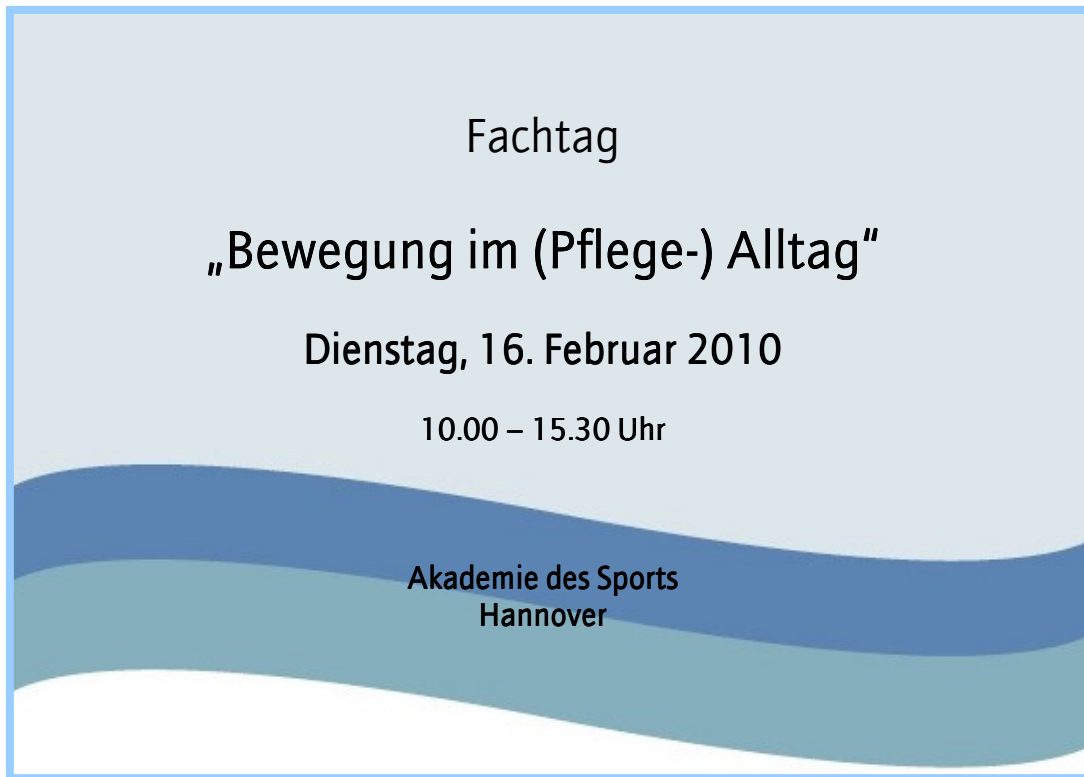 Fachtag
„Bewegung im (Pflege-) Alltag“
Dienstag, 16. Februar 2010
10.00 – 15.30 Uhr
Akademie des Sports
Hannover